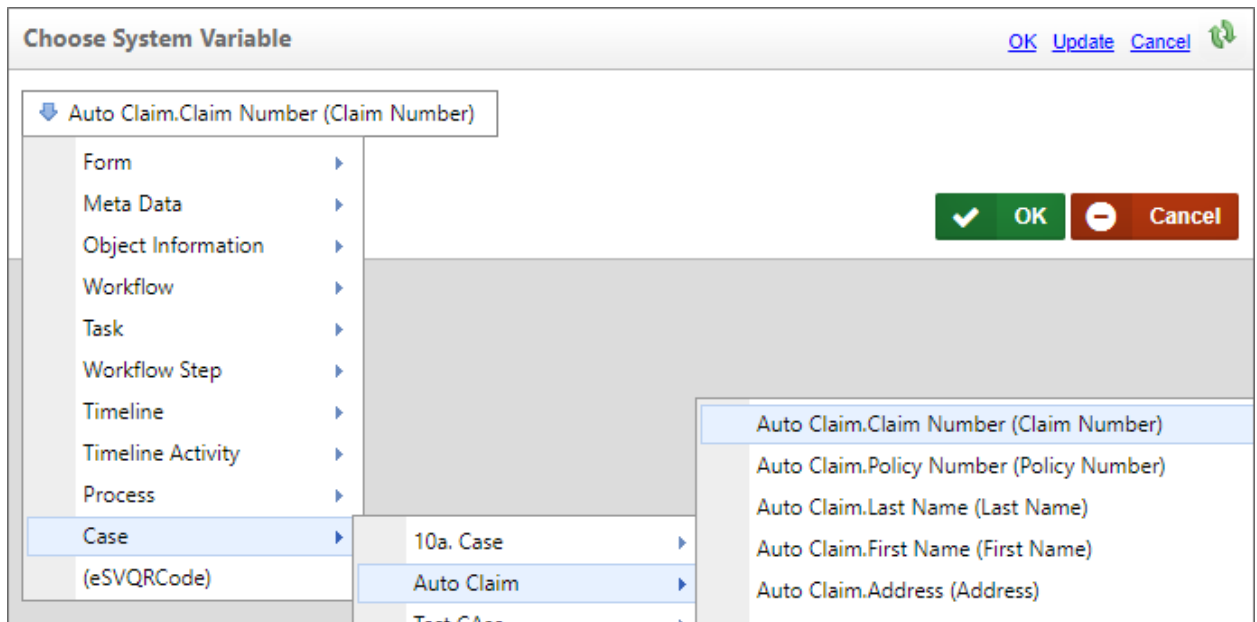 Choose System Variable
OK Update Cancel
Auto Claim.Claim Number (Claim Number)
Form
Meta Data
Object Information
Workflow
Task
Workflow Step
Timeline
Timeline Activity
Process
Case
(eSVQRCode)
OK
Cancel
10a. Case
Auto Claim
Test CAse
Auto Claim.Claim Number (Claim Number)
Auto Claim.Policy Number (Policy Number)
Auto Claim.Last Name (Last Name)
Auto Claim.First Name (First Name)
Auto Claim.Address (Address)